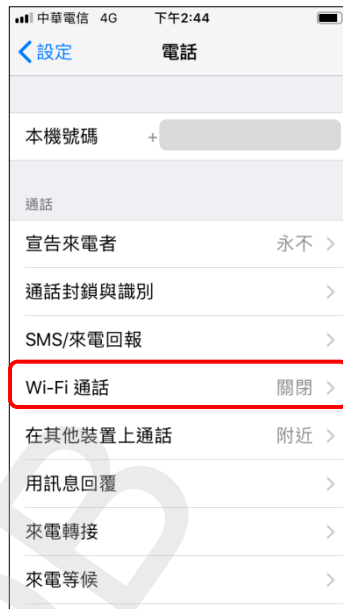 中華電信 4G 下午2:44
設定 電話
本機號碼 +
通話
宣告來電者 永不
通話封鎖與識別
SMS/來電回報
Wi-Fi 通話 關閉
在其他裝置上通話 附近
用訊息回覆
來電轉接
來電等候